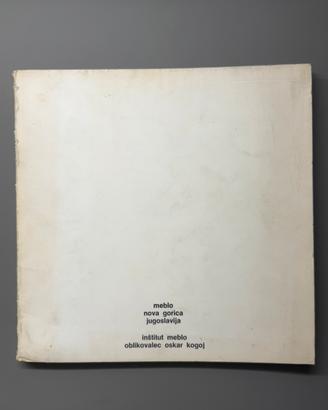 meblo
nova gorica
jugoslavija
inštitut meblo
oblikovalec oskar kogoj